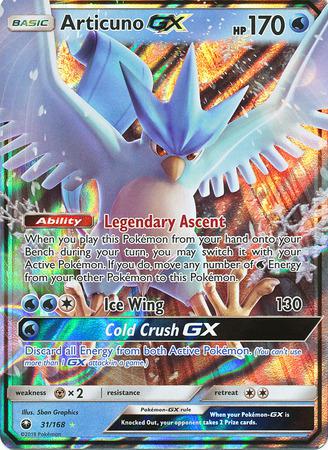 BASIC Articuno GX HP 170
Ability Legendary Ascent
When you play this Pokémon from your hand onto your
Bench during your turn, you may switch it with your
Active Pokémon. If you do, move any number of Energy
from your other Pokémon to this Pokémon.
Ice Wing 130
Cold Crush GX
Discard all Energy from both Active Pokémon. (You can't use
more than 1 GX attack in a game.)
weakness ×2 resistance retreat
Illus. 5ban Graphics
31/168
©2018 Pokémon
Pokémon-GX rule
When your Pokémon-GX is
Knocked Out, your opponent takes 2 Prize cards.